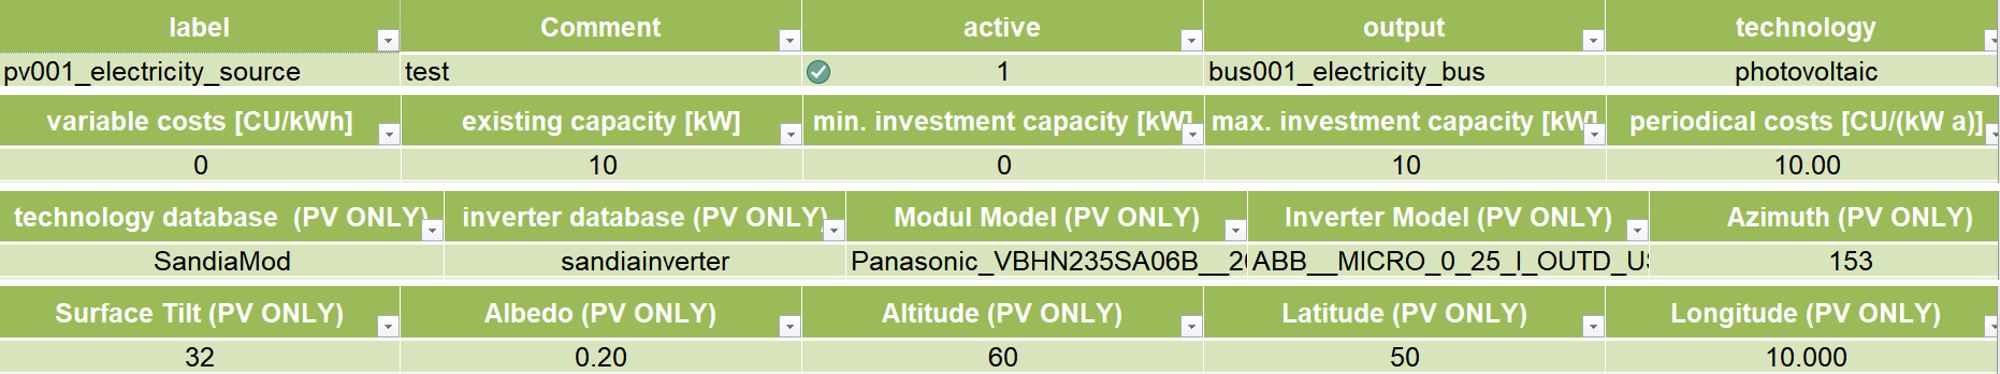 label Comment active output technology
pv001_electricity_source test 1 bus001_electricity_bus photovoltaic
variable costs [CU/kWh] existing capacity [kW] min. investment capacity [kW] max. investment capacity [kW] periodical costs [CU/(kW a)]
0 10 0 10 10.00
technology database (PV ONLY) inverter database (PV ONLY) Modul Model (PV ONLY) Inverter Model (PV ONLY) Azimuth (PV ONLY)
SandiaMod sandiainverter Panasonic_VBHN235SA06B__20 ABB__MICRO_0_25_I_OUTD_US 153
Surface Tilt (PV ONLY) Albedo (PV ONLY) Altitude (PV ONLY) Latitude (PV ONLY) Longitude (PV ONLY)
32 0.20 60 50 10.000